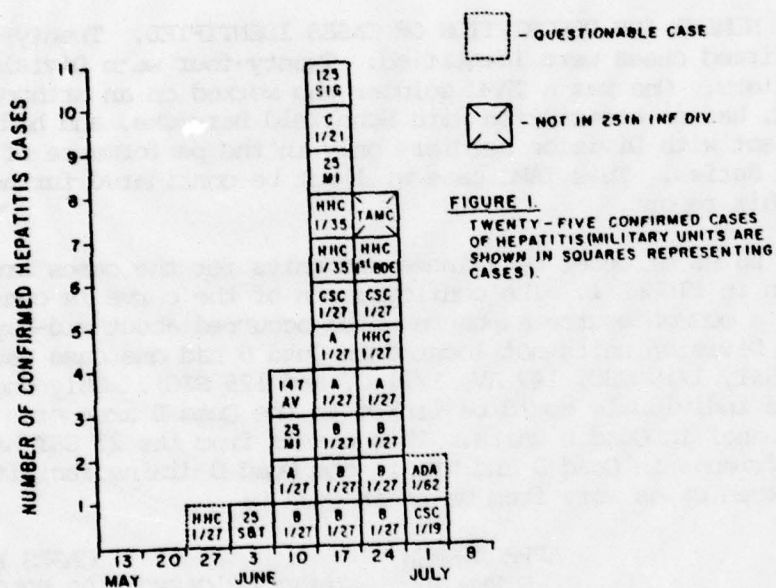 - QUESTIONABLE CASE
- NOT IN 25TH INF DIV.
FIGURE 1.
TWENTY-FIVE CONFIRMED CASES
OF HEPATITIS (MILITARY UNITS ARE
SHOWN IN SQUARES REPRESENTING
CASES).
NUMBER OF CONFIRMED HEPATITIS CASES
11
125
SIG
10
C
1/21
9
25
MI
8
HHC TAMC
1/35
7
HHC HHC
1/35 1st BDE
6
CSC CSC
1/27 1/27
5
A HHC
1/27 1/27
4
147 A A
AV 1/27 1/27
3
25 B B
MI 1/27 1/27
2
A B B ADA
1/27 1/27 1/27 1/62
1
HHC 25 B B B CSC
1/27 S&T 1/27 1/27 1/27 1/19
13 20 27 3 10 17 24 1 8
MAY JUNE JULY